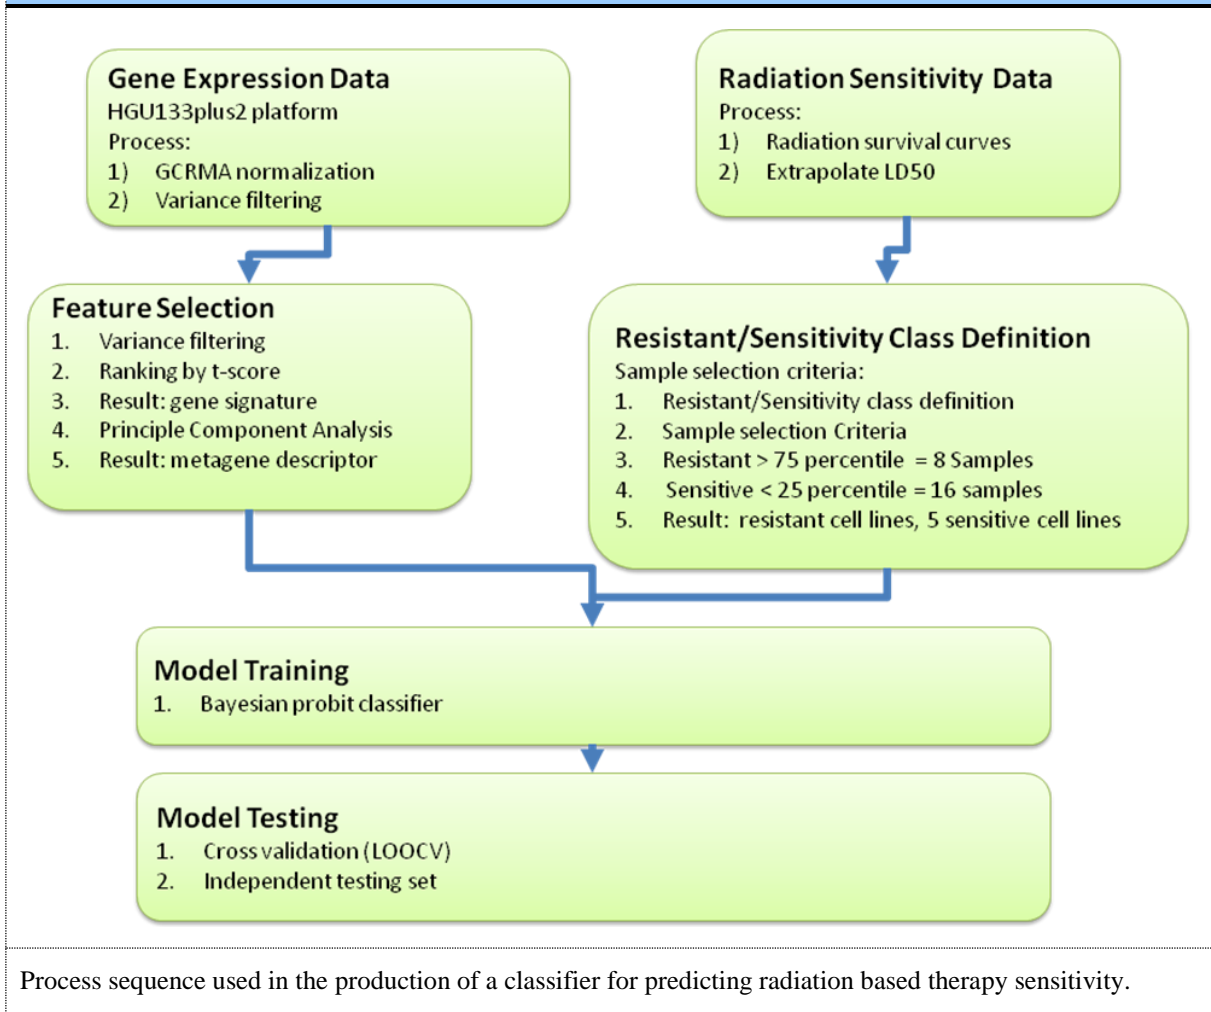 Gene Expression Data
HGU133plus2 platform
Process:
1) GCRMA normalization
2) Variance filtering
Radiation Sensitivity Data
Process:
1) Radiation survival curves
2) Extrapolate LD50
Feature Selection
1. Variance filtering
2. Ranking by t-score
3. Result: gene signature
4. Principle Component Analysis
5. Result: metagene descriptor
Resistant/Sensitivity Class Definition
Sample selection criteria:
1. Resistant/Sensitivity class definition
2. Sample selection Criteria
3. Resistant > 75 percentile = 8 Samples
4. Sensitive < 25 percentile = 16 samples
5. Result: resistant cell lines, 5 sensitive cell lines
Model Training
1. Bayesian probit classifier
Model Testing
1. Cross validation (LOOCV)
2. Independent testing set
Process sequence used in the production of a classifier for predicting radiation based therapy sensitivity.